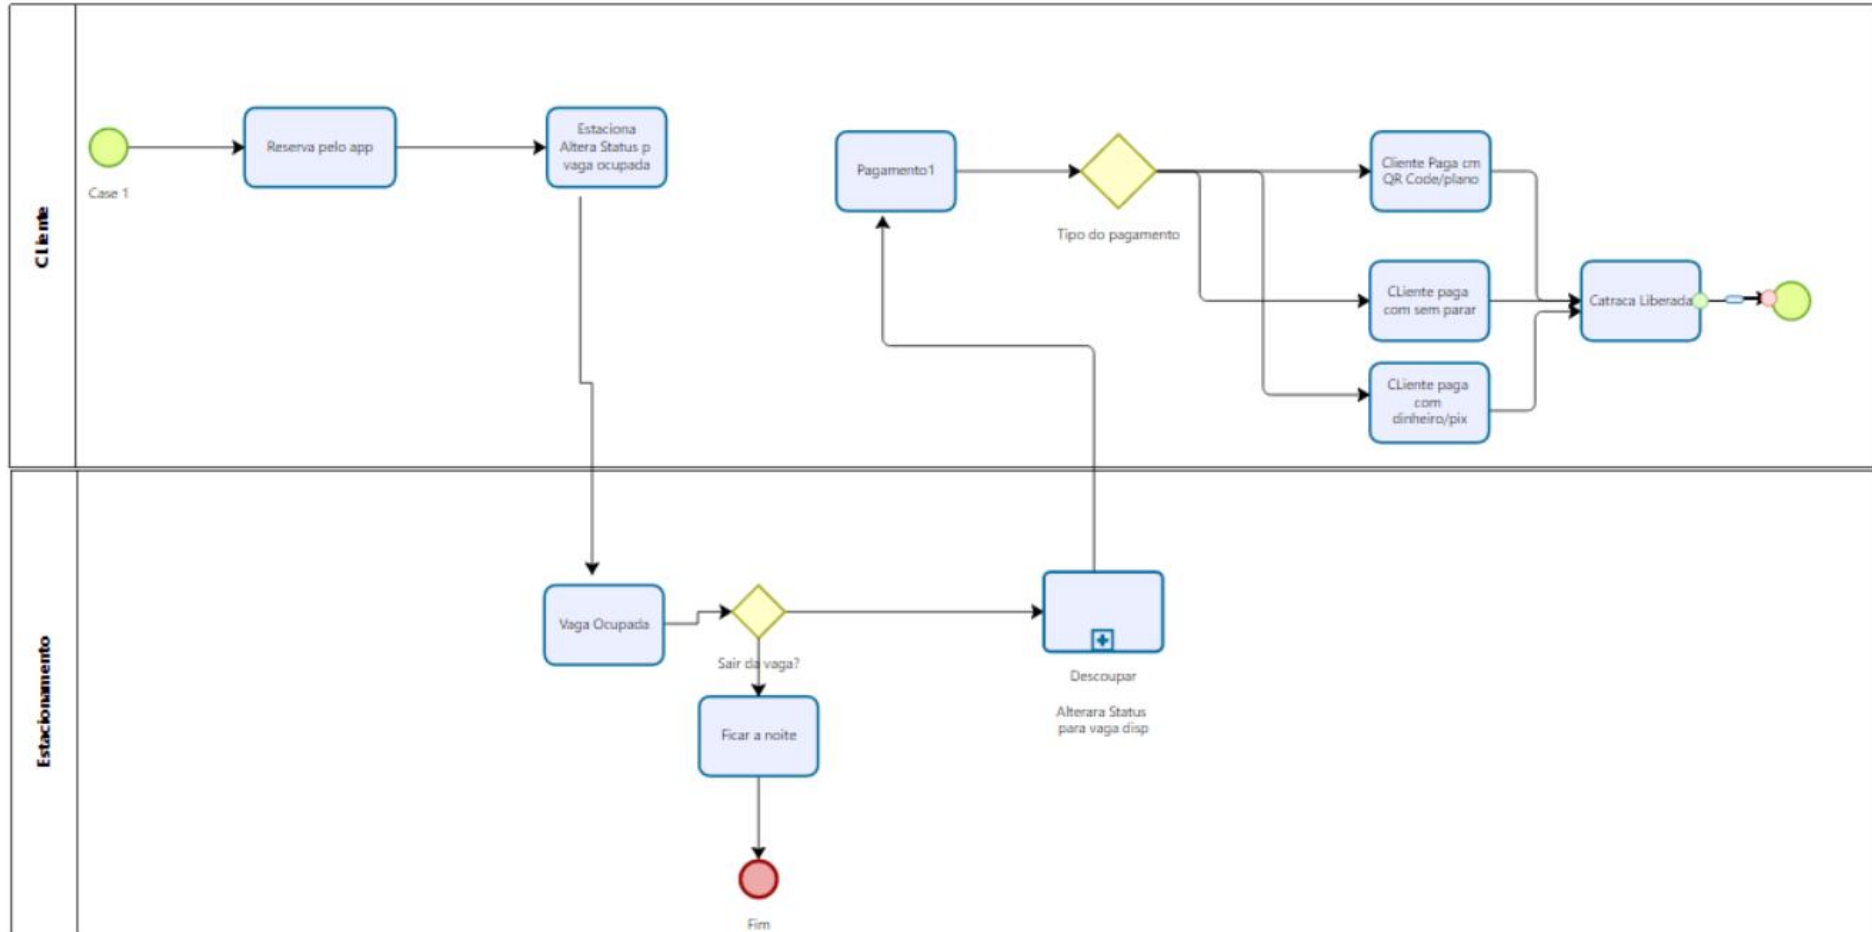 CLiente
Case 1
Reserva pelo app
Estaciona
Altera Status p
vaga ocupada
Pagamento1
Tipo do pagamento
Cliente Paga cm
QR Code/plano
CLiente paga
com sem parar
CLiente paga
com
dinheiro/pix
Catraca Liberada
Estacionamento
Vaga Ocupada
Sair da vaga?
Ficar a noite
Fim
Descoupar
Alterara Status
para vaga disp